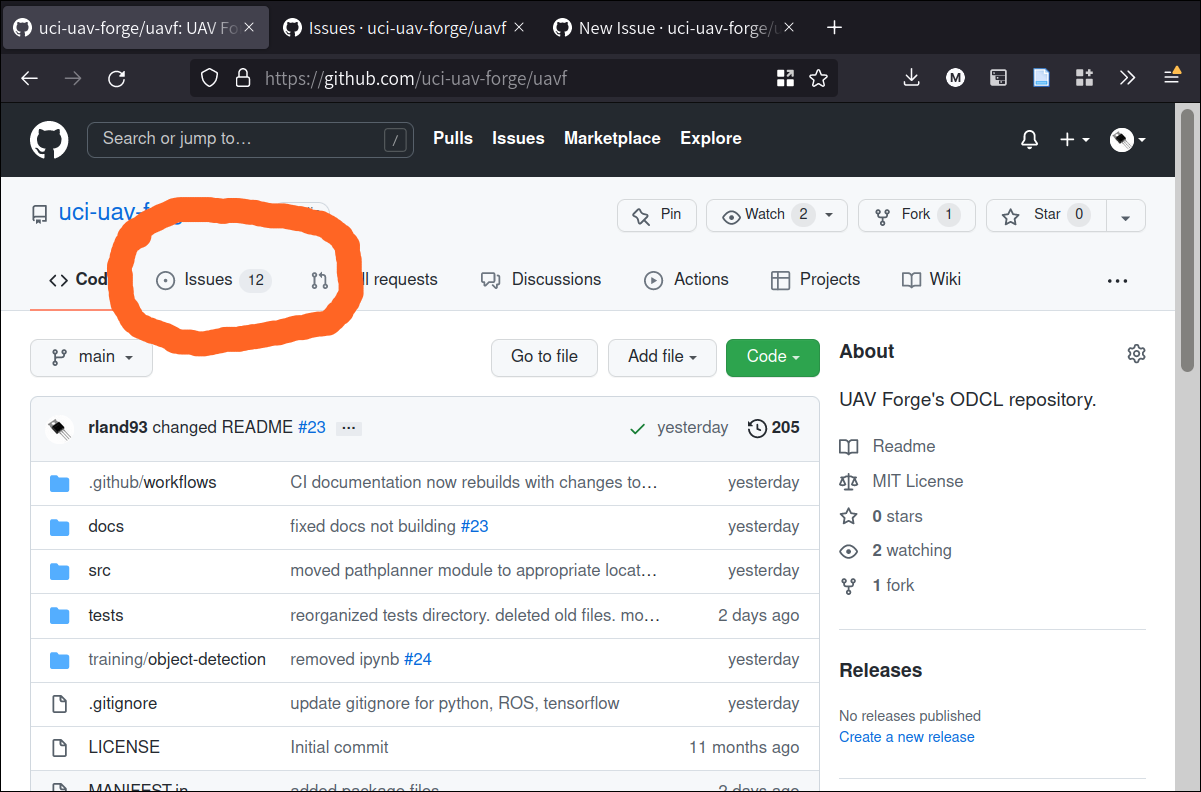 uci-uav-forge/uavf: UAV Fo Issues · uci-uav-forge/uavf New Issue · uci-uav-forge/u
https://github.com/uci-uav-forge/uavf M
Search or jump to… / Pulls Issues Marketplace Explore
uci-uav-forg Pin Watch 2 Fork 1 Star 0
Cod Issues 12 ll requests Discussions Actions Projects Wiki
main Go to file Add file Code
About
UAV Forge's ODCL repository.
rland93 changed README #23 yesterday 205
Readme
.github/workflows CI documentation now rebuilds with changes to… yesterday
MIT License
0 stars
docs fixed docs not building #23 yesterday
2 watching
src moved pathplanner module to appropriate locat… yesterday
1 fork
tests reorganized tests directory. deleted old files. mo… 2 days ago
training/object-detection removed ipynb #24 yesterday
Releases
.gitignore update gitignore for python, ROS, tensorflow yesterday
No releases published
Create a new release
LICENSE Initial commit 11 months ago
MANIFEST.in added package files 2 days ago